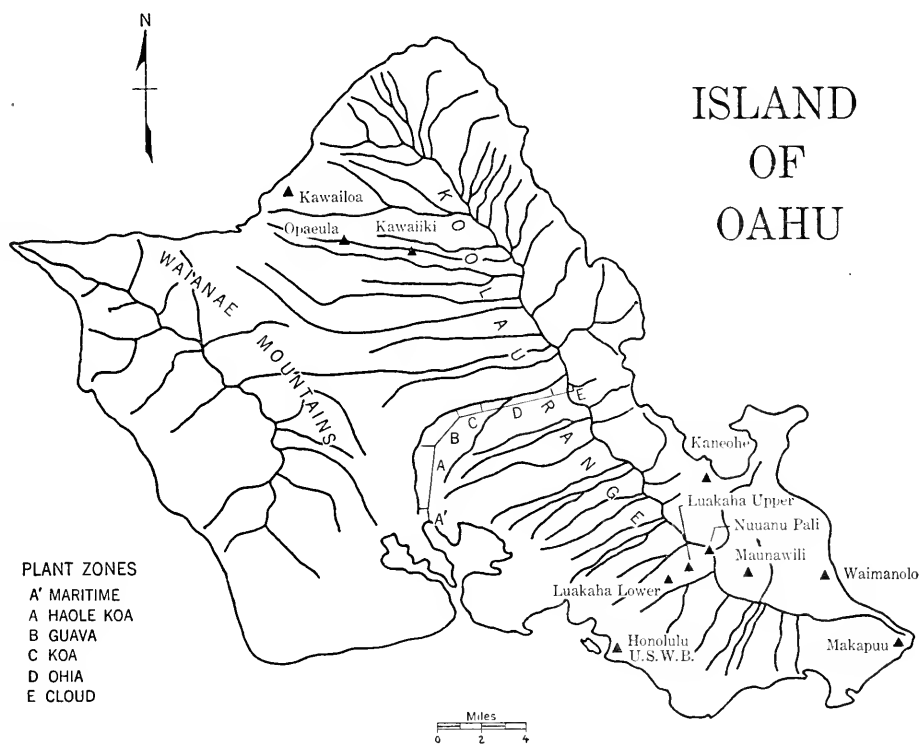 N
ISLAND
OF
OAHU
Kawailoa
Opaeula
Kawaiiki
KOOLAU RANGE
WAIANAE
MOUNTAINS
E
D
C
B
A
A'
Kaneohe
Luakaha Upper
Nuuanu Pali
Maunawili
Waimanolo
Luakaha Lower
Honolulu
U.S.W.B.
Makapuu
PLANT ZONES
A' MARITIME
A HAOLE KOA
B GUAVA
C KOA
D OHIA
E CLOUD
Miles
0 2 4